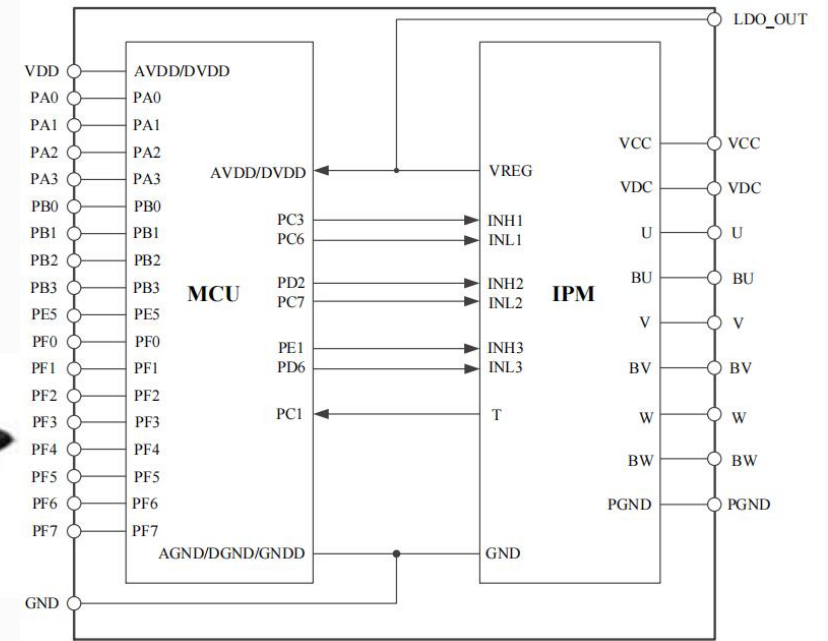 LDO_OUT
VDD
AVDD/DVDD
PA0
PA0
PA1
PA1
PA2
PA2
PA3
PA3
PB0
PB0
PB1
PB1
PB2
PB2
PB3
PB3
PE5
PE5
PF0
PF0
PF1
PF1
PF2
PF2
PF3
PF3
PF4
PF4
PF5
PF5
PF6
PF6
PF7
PF7
GND
MCU
AVDD/DVDD
PC3
PC6
PD2
PC7
PE1
PD6
PC1
AGND/DGND/GNDD
VREG
INH1
INL1
INH2
INL2
INH3
INL3
T
GND
IPM
VCC
VCC
VDC
VDC
U
U
BU
BU
V
V
BV
BV
W
W
BW
BW
PGND
PGND